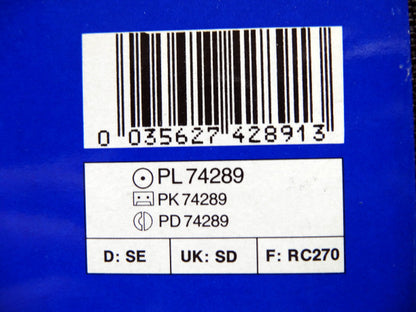 0 035627 428913
PL 74289
PK 74289
PD 74289
D: SE UK: SD F: RC270